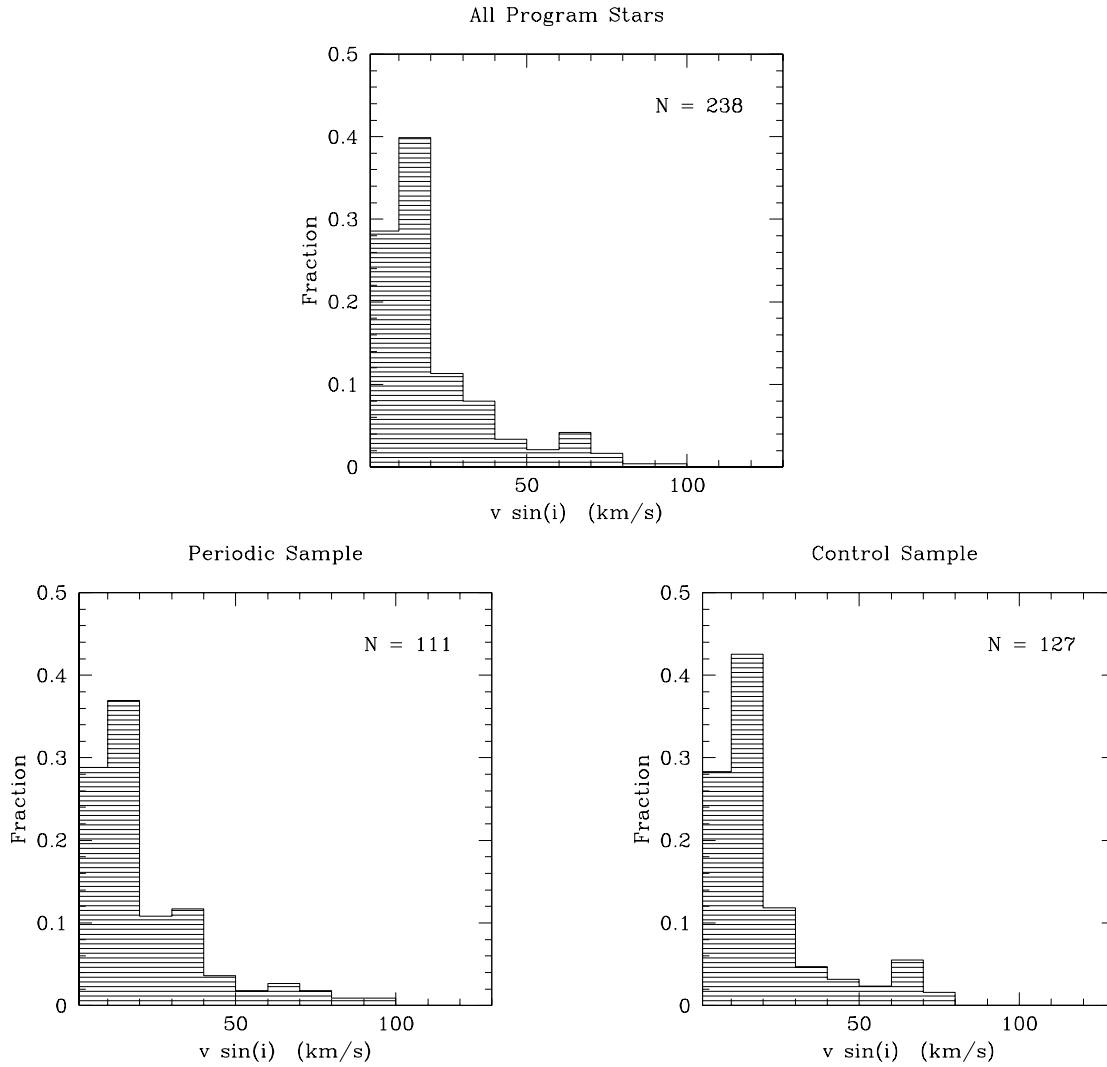 All Program Stars
0.5
N = 238
0.4
0.3
Fraction
0.2
0.1
0
50
100
v sin(i) (km/s)
Periodic Sample
0.5
N = 111
0.4
0.3
Fraction
0.2
0.1
0
50
100
v sin(i) (km/s)
Control Sample
0.5
N = 127
0.4
0.3
Fraction
0.2
0.1
0
50
100
v sin(i) (km/s)